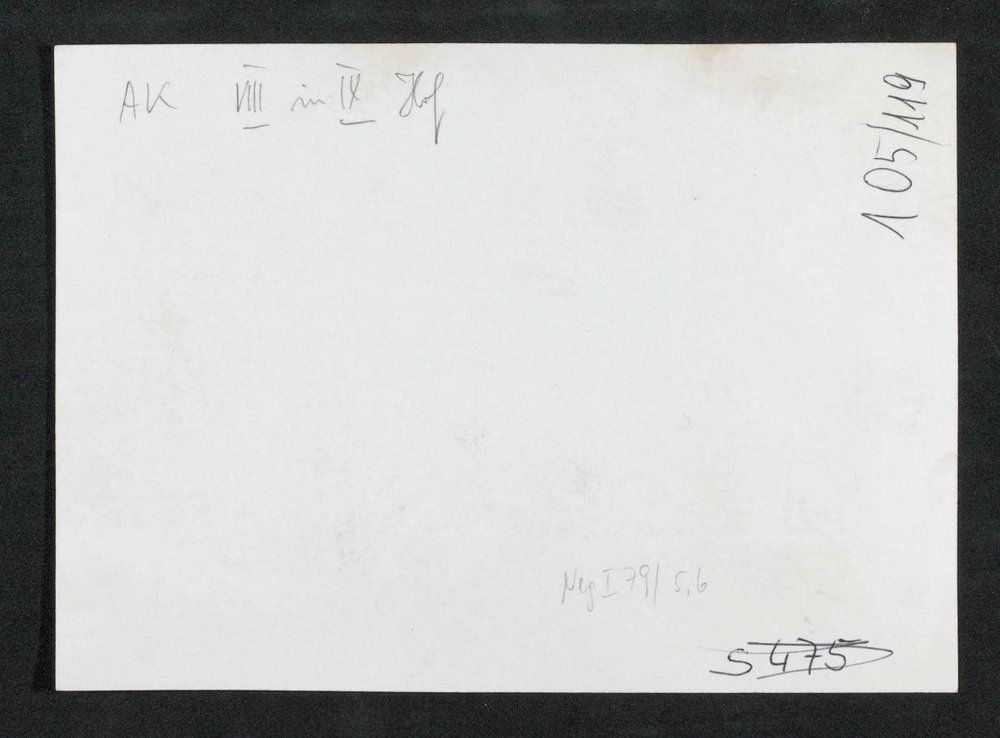 AK VIII in IX Hof
105/119
Neg I 79/5,6
S 475